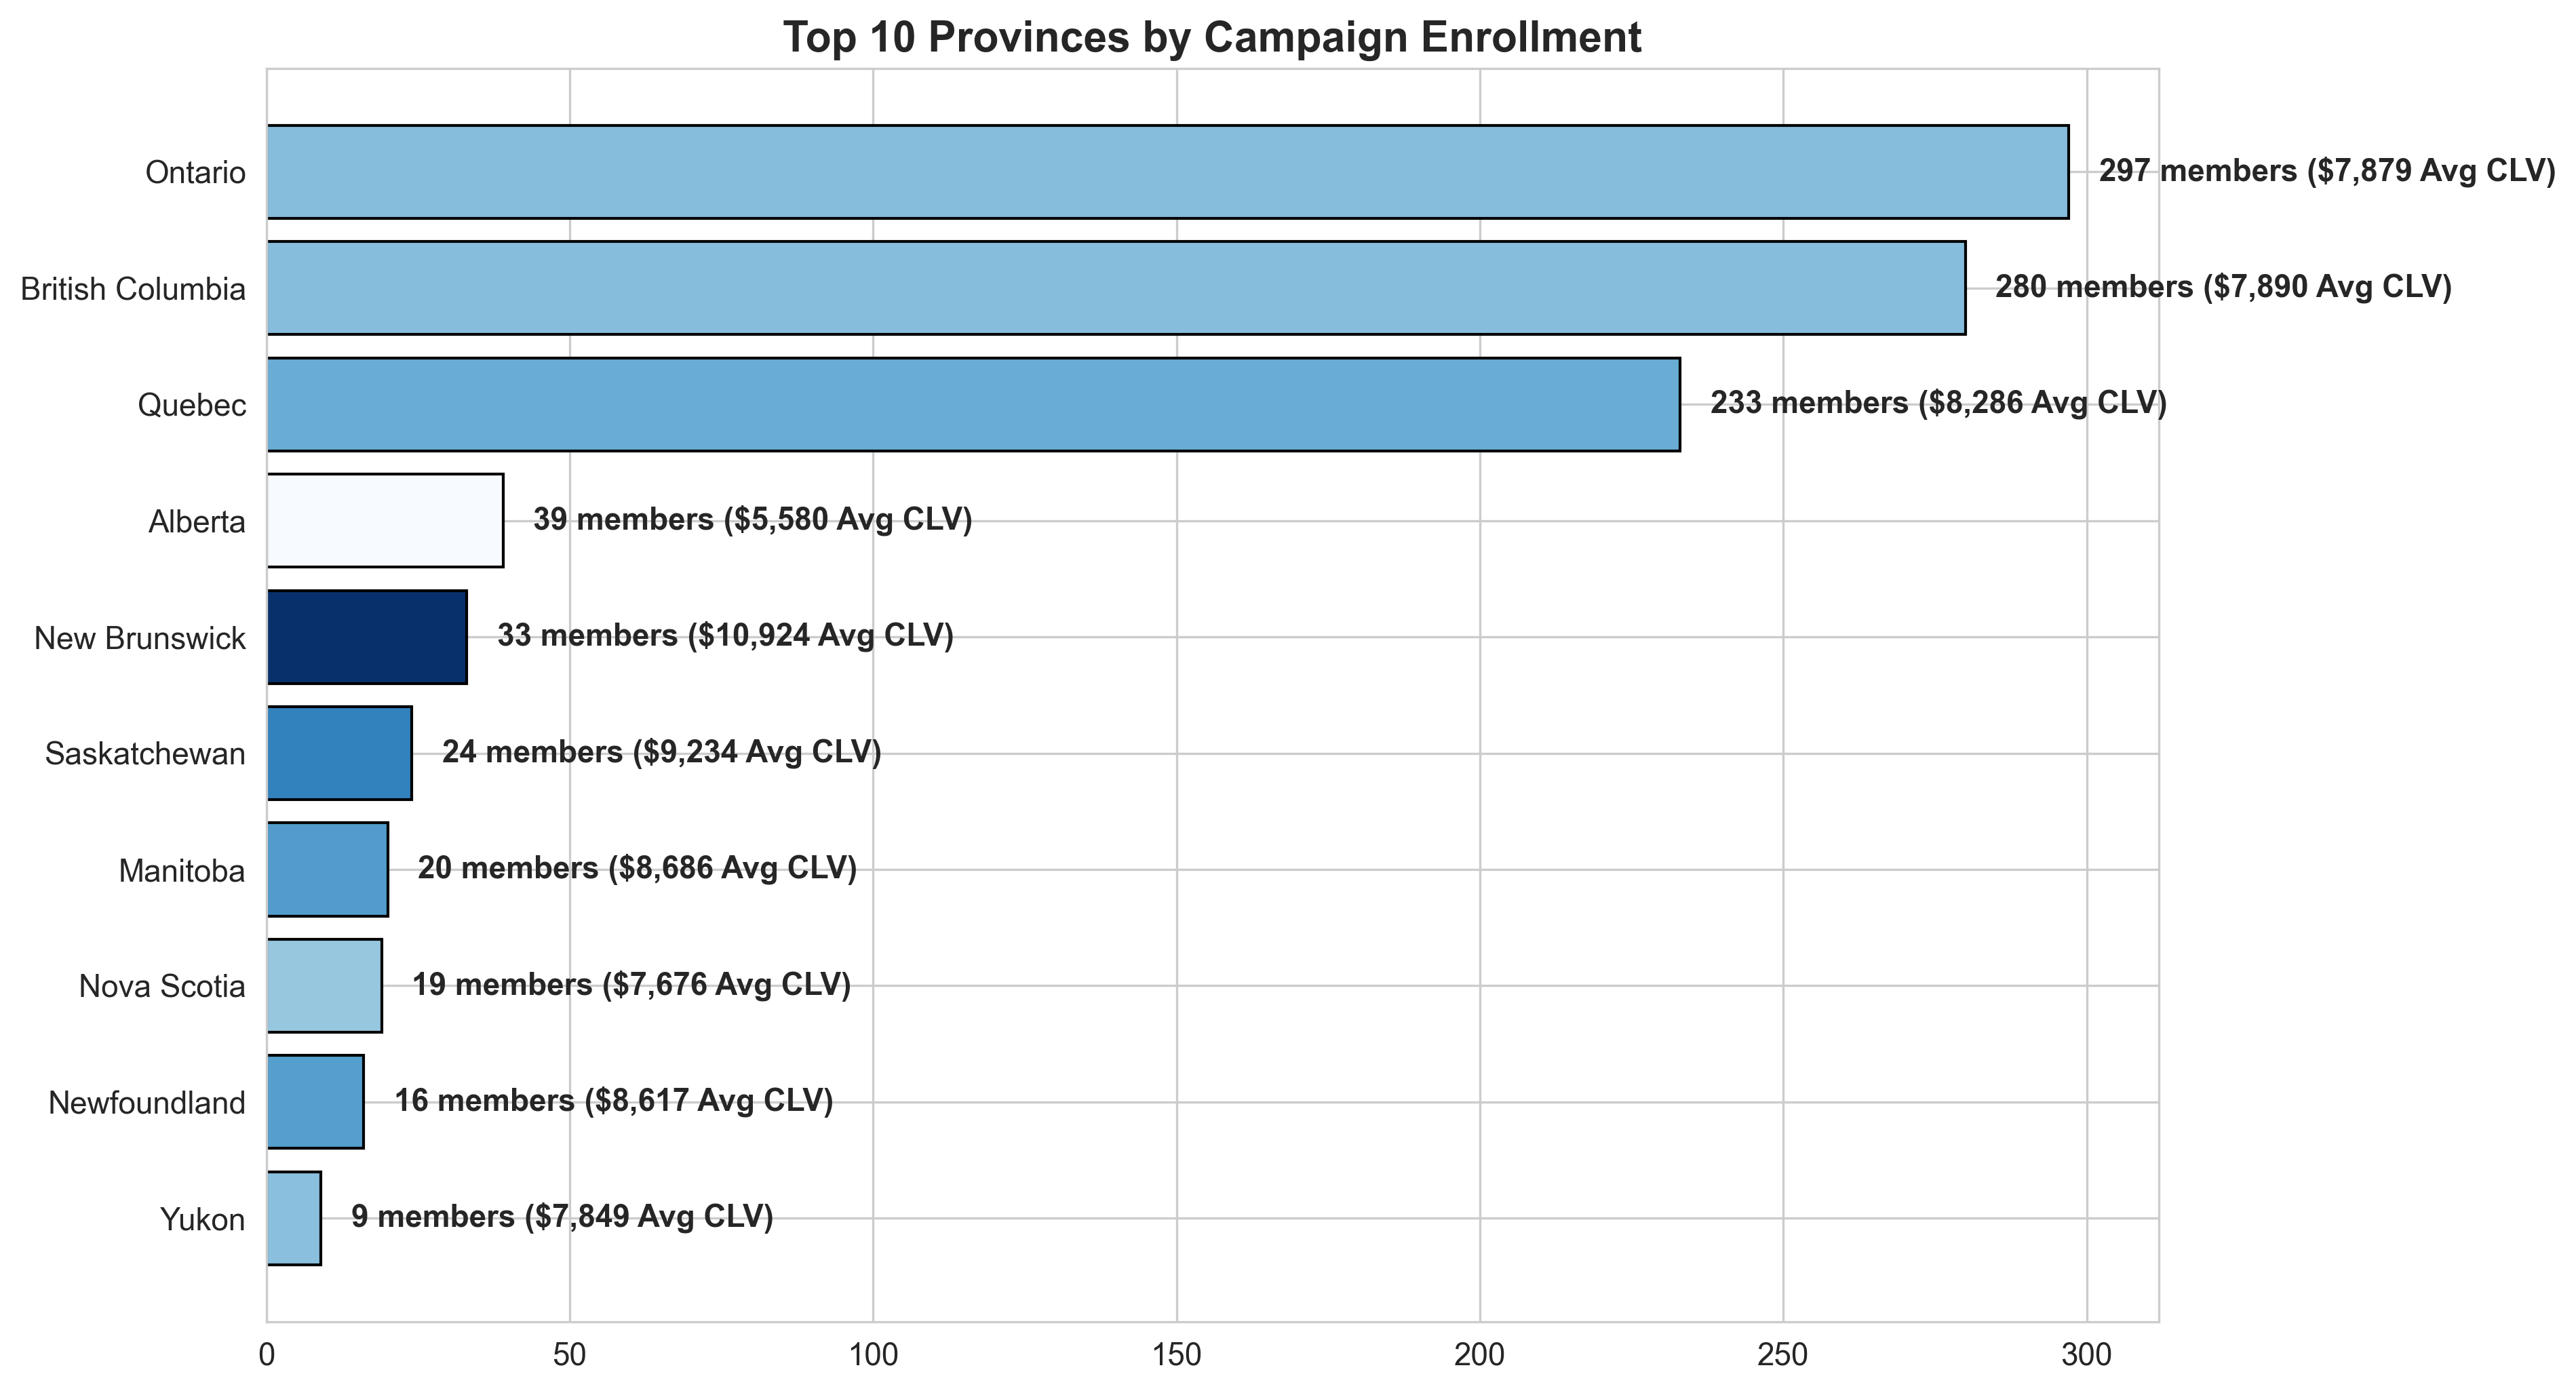 Top 10 Provinces by Campaign Enrollment
Ontario 297 members ($7,879 Avg CLV)
British Columbia 280 members ($7,890 Avg CLV)
Quebec 233 members ($8,286 Avg CLV)
Alberta 39 members ($5,580 Avg CLV)
New Brunswick 33 members ($10,924 Avg CLV)
Saskatchewan 24 members ($9,234 Avg CLV)
Manitoba 20 members ($8,686 Avg CLV)
Nova Scotia 19 members ($7,676 Avg CLV)
Newfoundland 16 members ($8,617 Avg CLV)
Yukon 9 members ($7,849 Avg CLV)
0 50 100 150 200 250 300